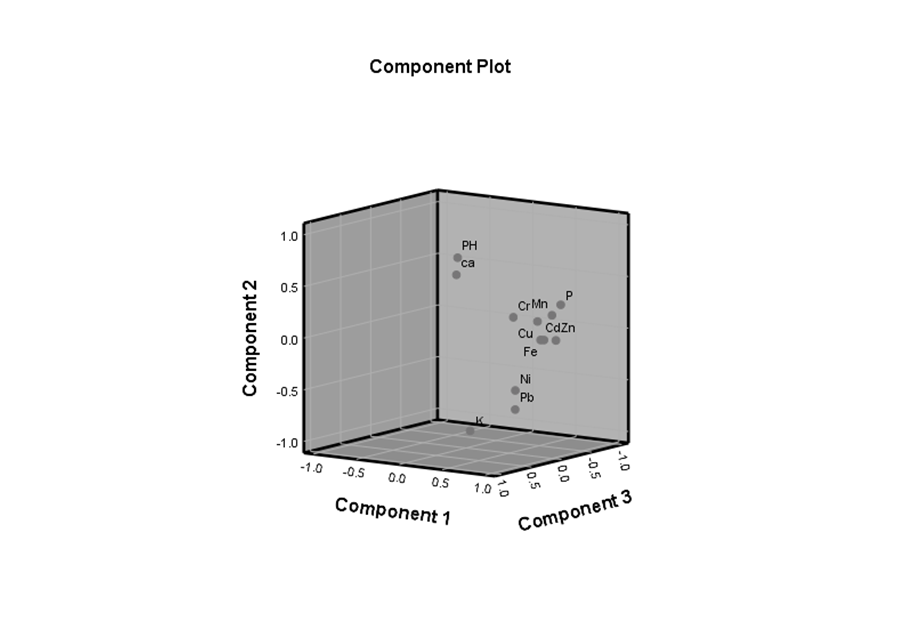 Component Plot
1.0
0.5
0.0
-0.5
-1.0
Component 2
PH
ca
P
Cr Mn
Cu Cd Zn
Fe
Ni
Pb
K
-1.0 -0.5 0.0 0.5 1.0
Component 1
1.0 0.5 0.0 -0.5 -1.0
Component 3